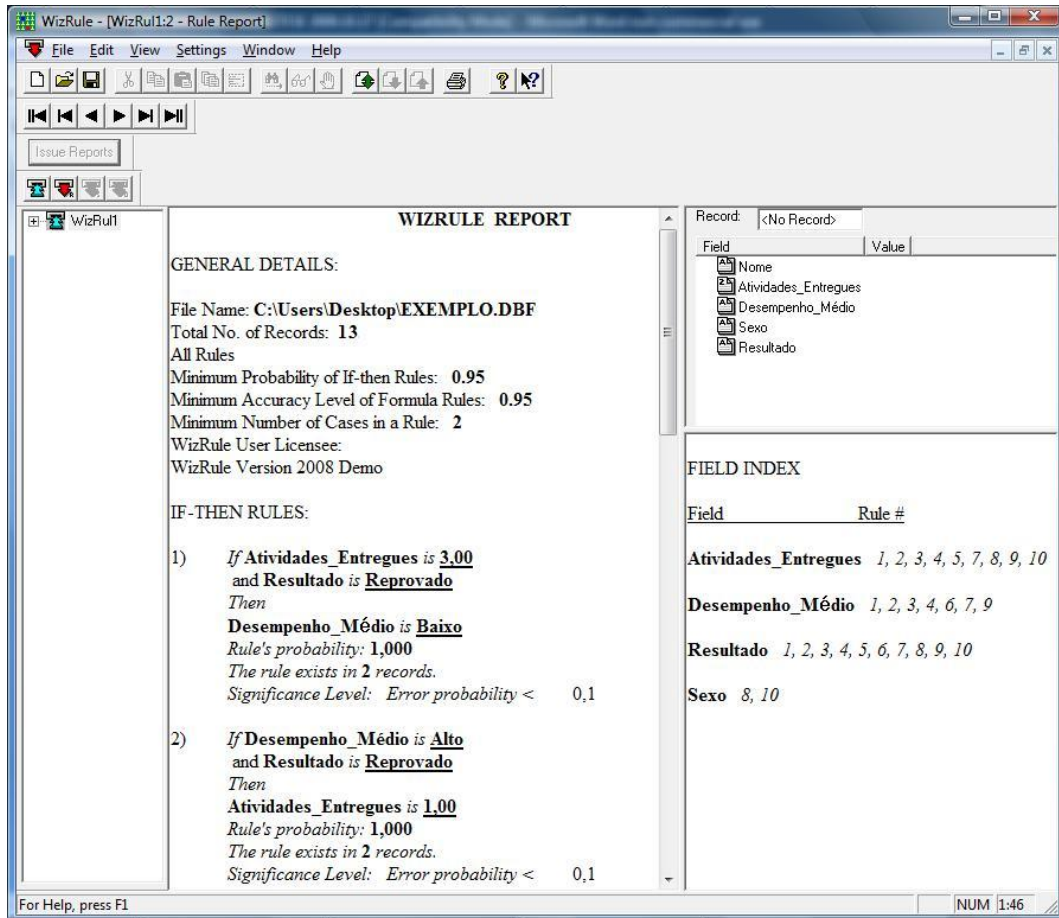 WizRule - [WizRul1:2 - Rule Report]
File Edit View Settings Window Help
Issue Reports
WizRul1
WIZRULE REPORT
GENERAL DETAILS:
File Name: C:\Users\Desktop\EXEMPLO.DBF
Total No. of Records: 13
All Rules
Minimum Probability of If-then Rules: 0.95
Minimum Accuracy Level of Formula Rules: 0.95
Minimum Number of Cases in a Rule: 2
WizRule User Licensee:
WizRule Version 2008 Demo
IF-THEN RULES:
1) If Atividades_Entregues is 3,00
and Resultado is Reprovado
Then
Desempenho_Médio is Baixo
Rule's probability: 1,000
The rule exists in 2 records.
Significance Level: Error probability < 0,1
2) If Desempenho_Médio is Alto
and Resultado is Reprovado
Then
Atividades_Entregues is 1,00
Rule's probability: 1,000
The rule exists in 2 records.
Significance Level: Error probability < 0,1
Record: <No Record>
Field Value
Nome
Atividades_Entregues
Desempenho_Médio
Sexo
Resultado
FIELD INDEX
Field Rule #
Atividades_Entregues 1, 2, 3, 4, 5, 7, 8, 9, 10
Desempenho_Médio 1, 2, 3, 4, 6, 7, 9
Resultado 1, 2, 3, 4, 5, 6, 7, 8, 9, 10
Sexo 8, 10
For Help, press F1
NUM 1:46